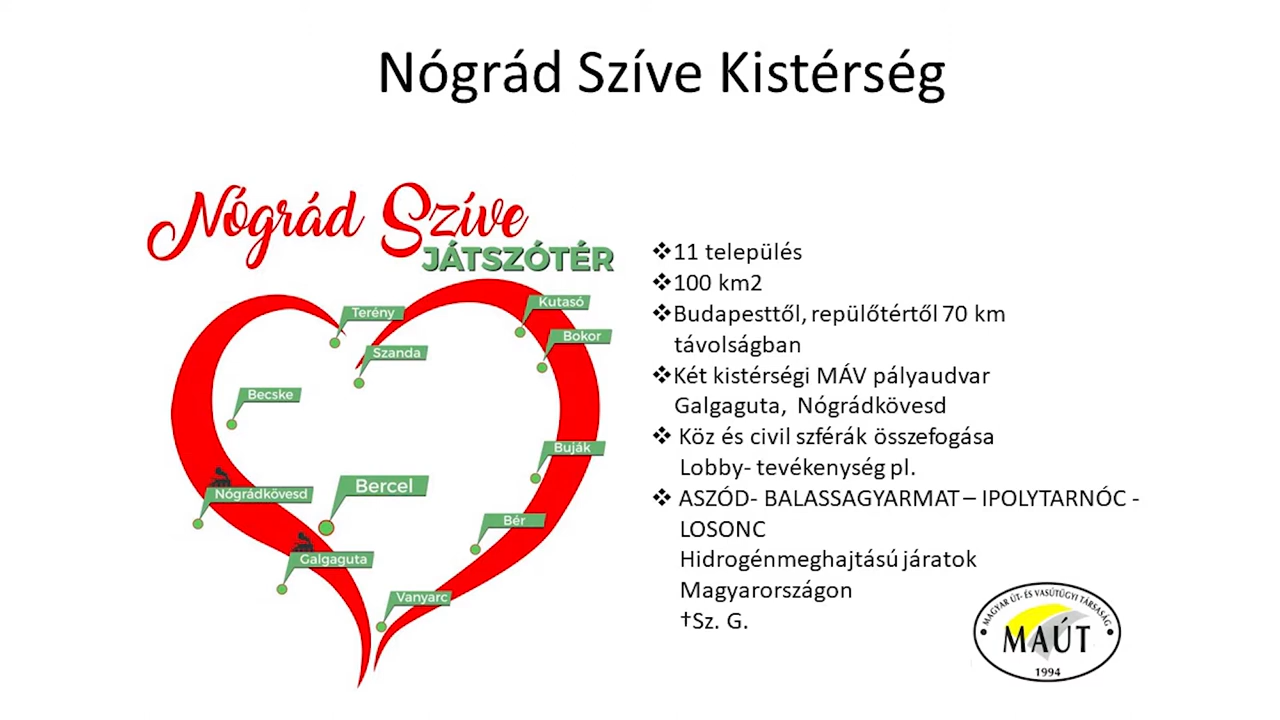 Nógrád Szíve Kistérség
Nógrád Szíve
JÁTSZÓTÉR
Terény
Kutasó
Bokor
Szanda
Becske
Buják
Nógrádkövesd
Bercel
Bér
Galgaguta
Vanyarc
❖11 település
❖100 km2
❖Budapesttől, repülőtértől 70 km
távolságban
❖Két kistérségi MÁV pályaudvar
Galgaguta, Nógrádkövesd
❖ Köz és civil szférák összefogása
Lobby- tevékenység pl.
❖ ASZÓD- BALASSAGYARMAT – IPOLYTARNÓC -
LOSONC
Hidrogénmeghajtású járatok
Magyarországon
†Sz. G.
• MAGYAR ÚT- ÉS VASÚTÜGYI TÁRSASÁG •
MAÚT
1994